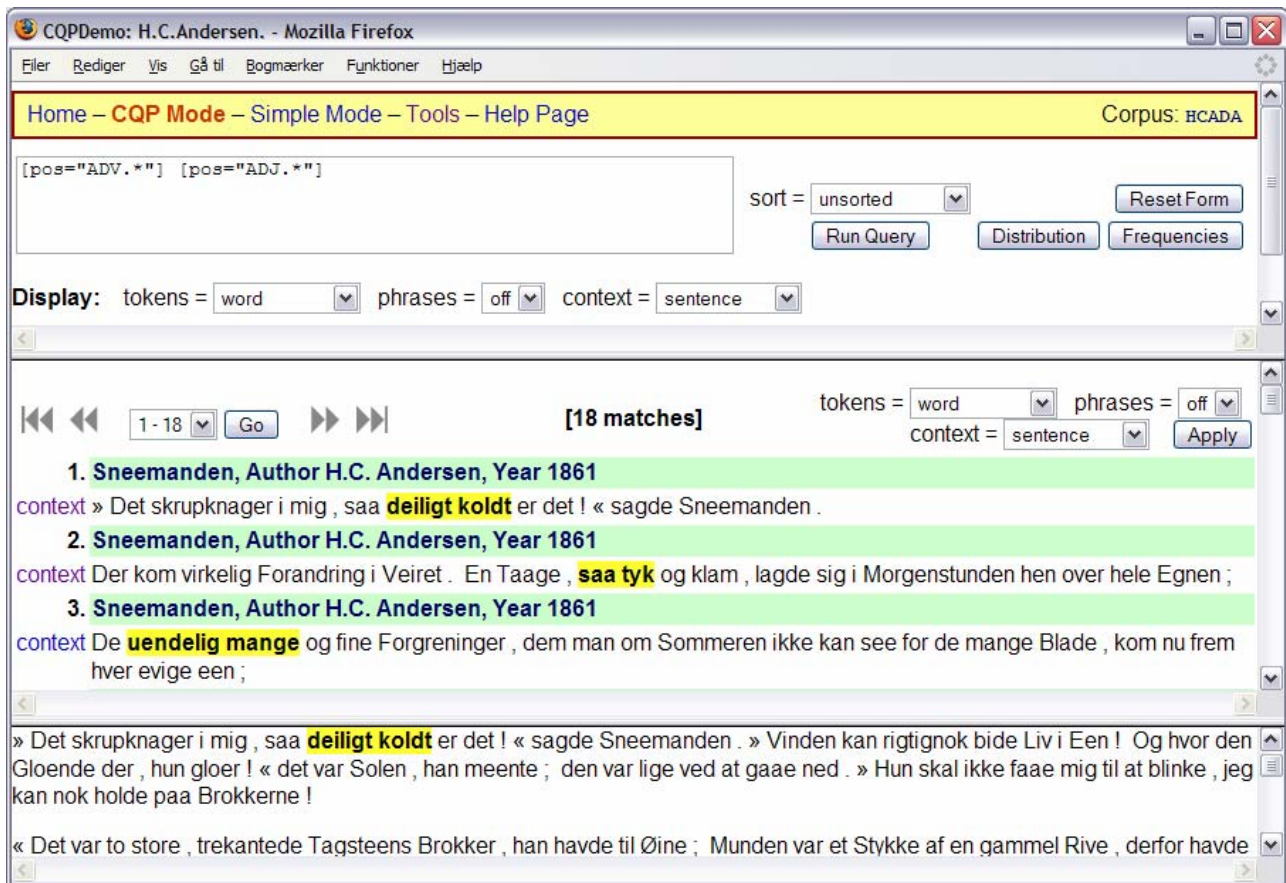 CQPDemo: H.C.Andersen. - Mozilla Firefox
Filer Rediger Vis Gå til Bogmærker Funktioner Hjælp
Home – CQP Mode – Simple Mode – Tools – Help Page Corpus: HCADA
[pos="ADV.*"] [pos="ADJ.*"]
sort = unsorted Reset Form
Run Query Distribution Frequencies
Display: tokens = word phrases = off context = sentence
1 - 18 Go [18 matches] tokens = word phrases = off
context = sentence Apply
1. Sneemanden, Author H.C. Andersen, Year 1861
context » Det skrupknager i mig , saa deiligt koldt er det ! « sagde Sneemanden .
2. Sneemanden, Author H.C. Andersen, Year 1861
context Der kom virkelig Forandring i Veiret . En Taage , saa tyk og klam , lagde sig i Morgenstunden hen over hele Egnen ;
3. Sneemanden, Author H.C. Andersen, Year 1861
context De uendelig mange og fine Forgreninger , dem man om Sommeren ikke kan see for de mange Blade , kom nu frem
hver evige een ;
» Det skrupknager i mig , saa deiligt koldt er det ! « sagde Sneemanden . » Vinden kan rigtignok bide Liv i Een ! Og hvor den
Gloende der , hun gloer ! « det var Solen , han meente ; den var lige ved at gaae ned . » Hun skal ikke faae mig til at blinke , jeg
kan nok holde paa Brokkerne !
« Det var to store , trekantede Tagsteens Brokker , han havde til Øine ; Munden var et Stykke af en gammel Rive , derfor havde